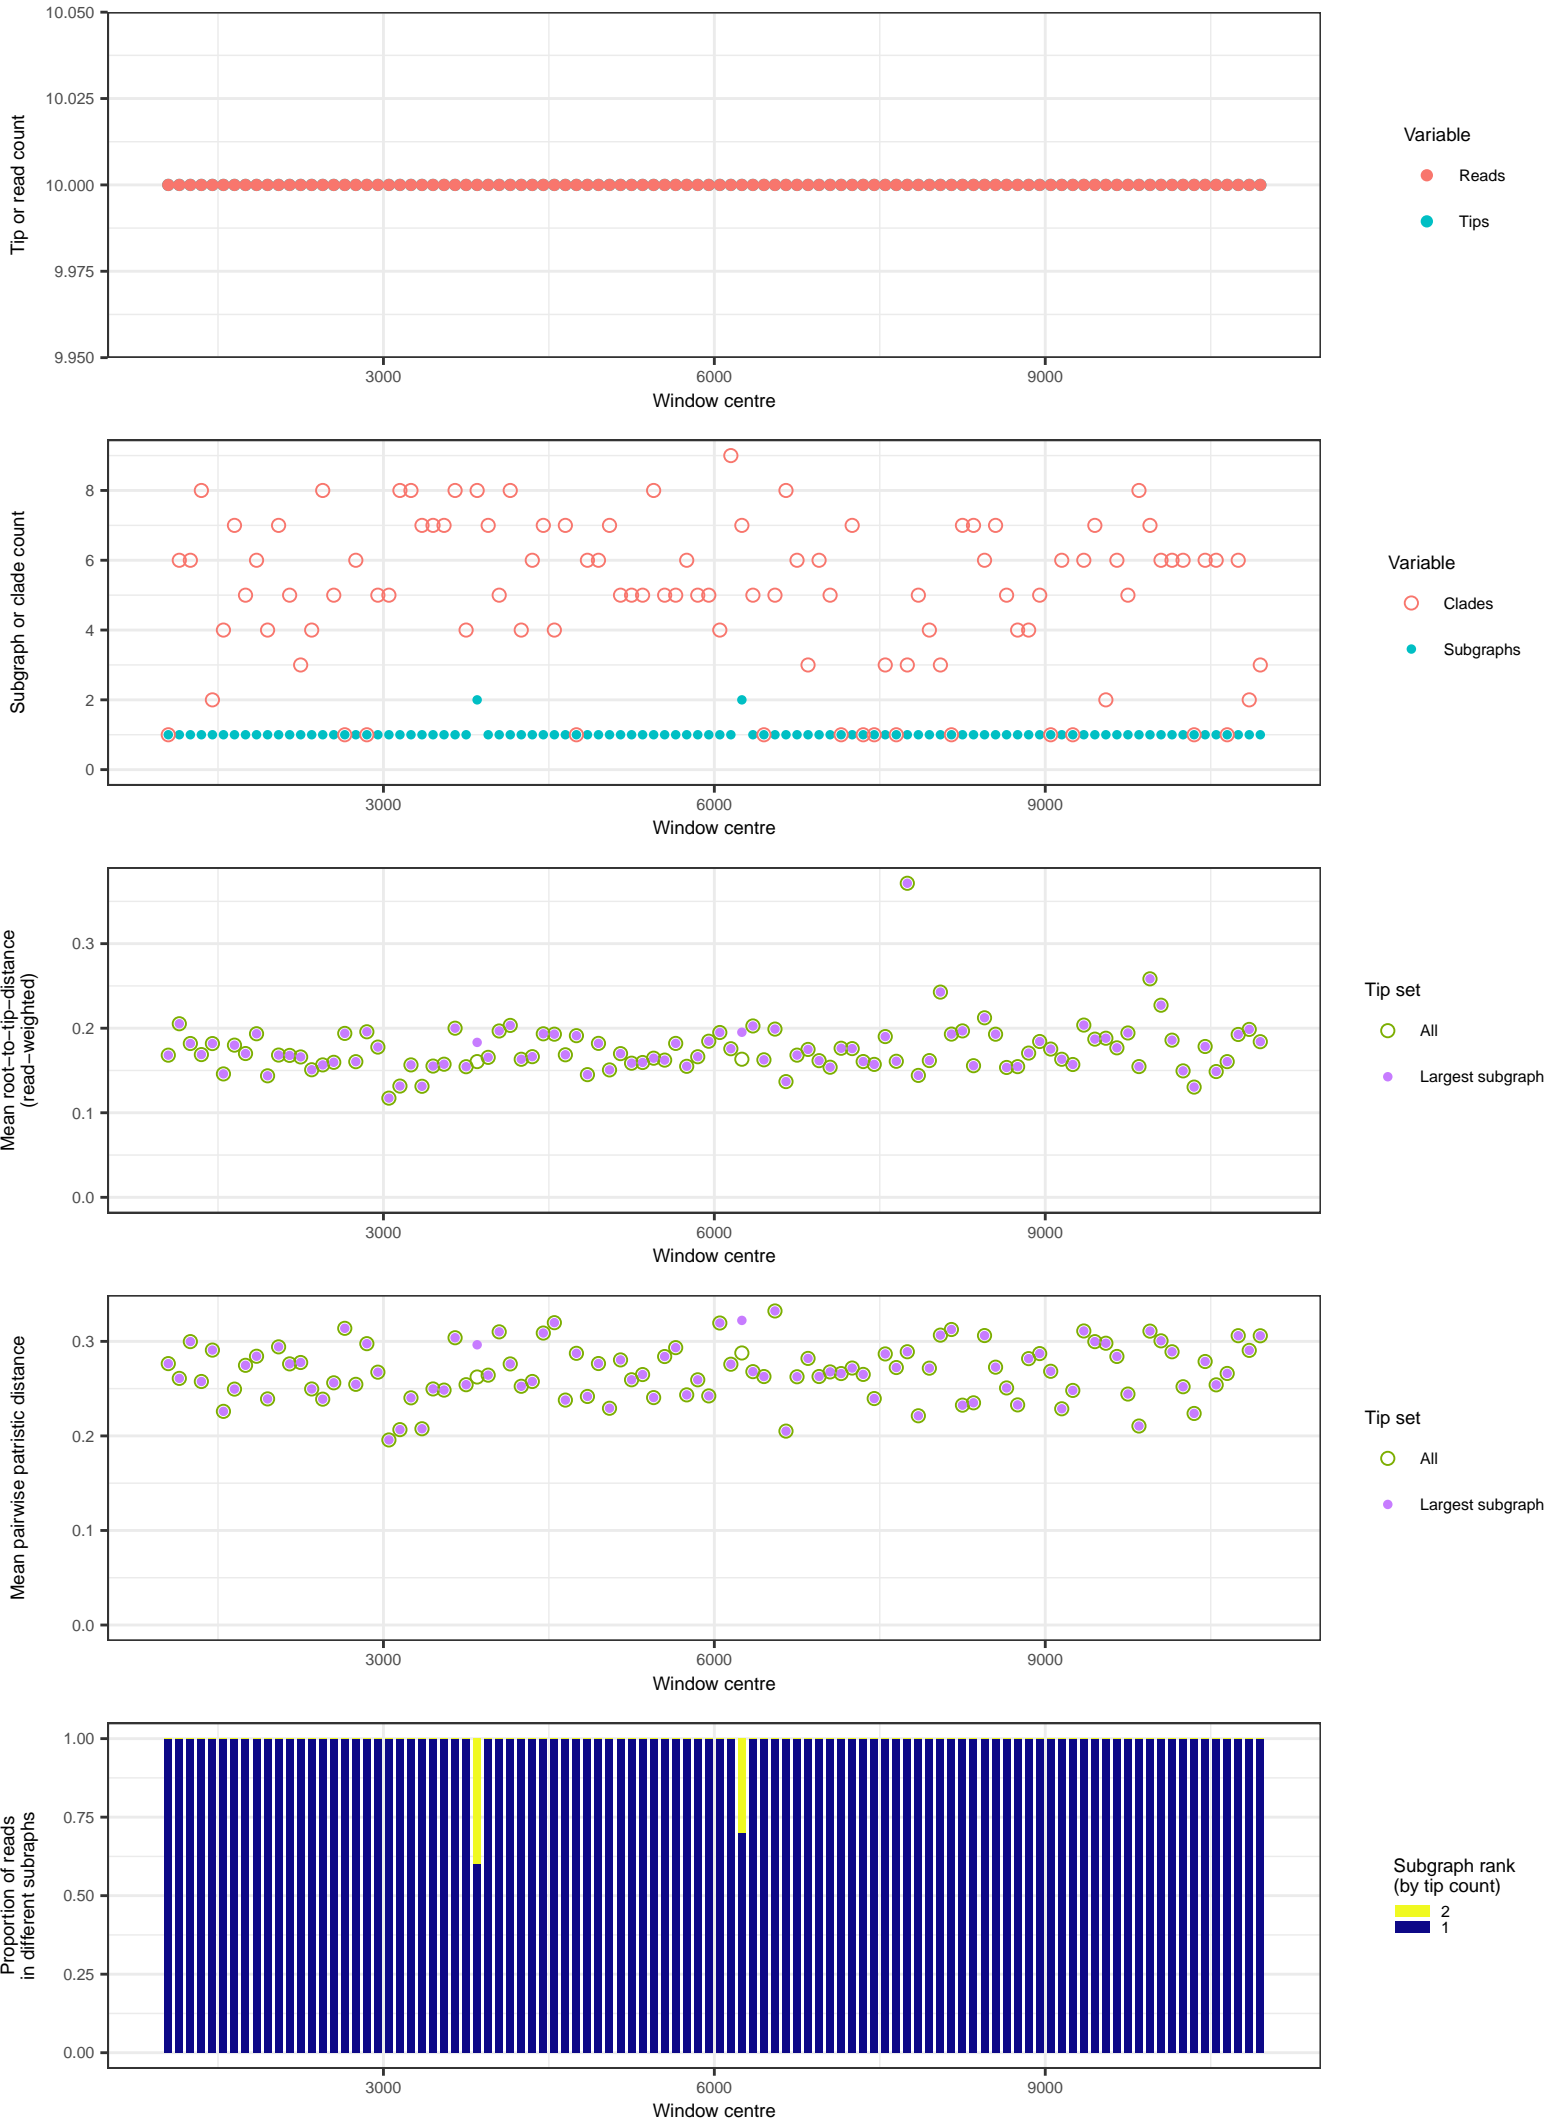 10.050
10.025
10.000
9.975
9.950
Tip or read count
3000
6000
9000
Window centre
Variable
Reads
Tips
8
6
4
2
0
Subgraph or clade count
3000
6000
9000
Window centre
Variable
Clades
Subgraphs
0.3
0.2
0.1
0.0
Mean root−to−tip−distance
(read−weighted)
3000
6000
9000
Window centre
Tip set
All
Largest subgraph
0.3
0.2
0.1
0.0
Mean pairwise patristic distance
3000
6000
9000
Window centre
Tip set
All
Largest subgraph
1.00
0.75
0.50
0.25
0.00
Proportion of reads
in different subraphs
3000
6000
9000
Window centre
Subgraph rank
(by tip count)
2
1